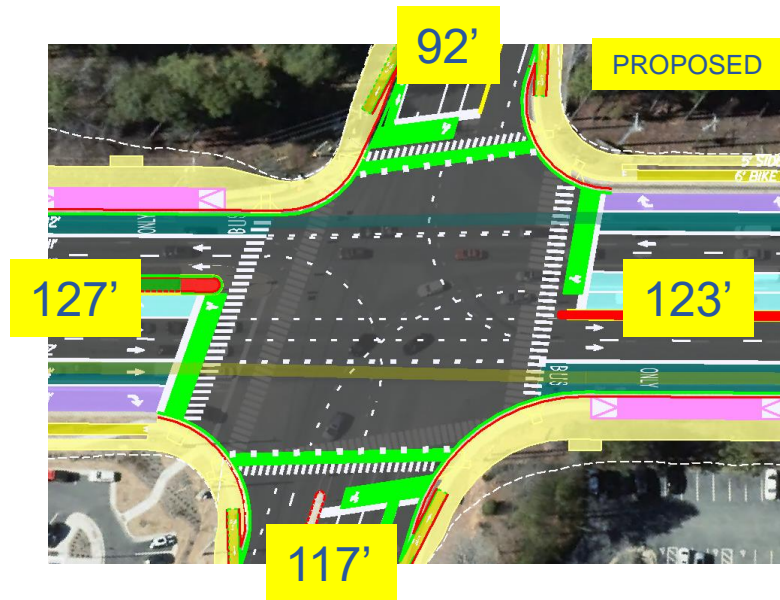 92’
PROPOSED
5' SIDE
6' BIKE
ONLY
BUS
127’
123’
BUS
ONLY
117’